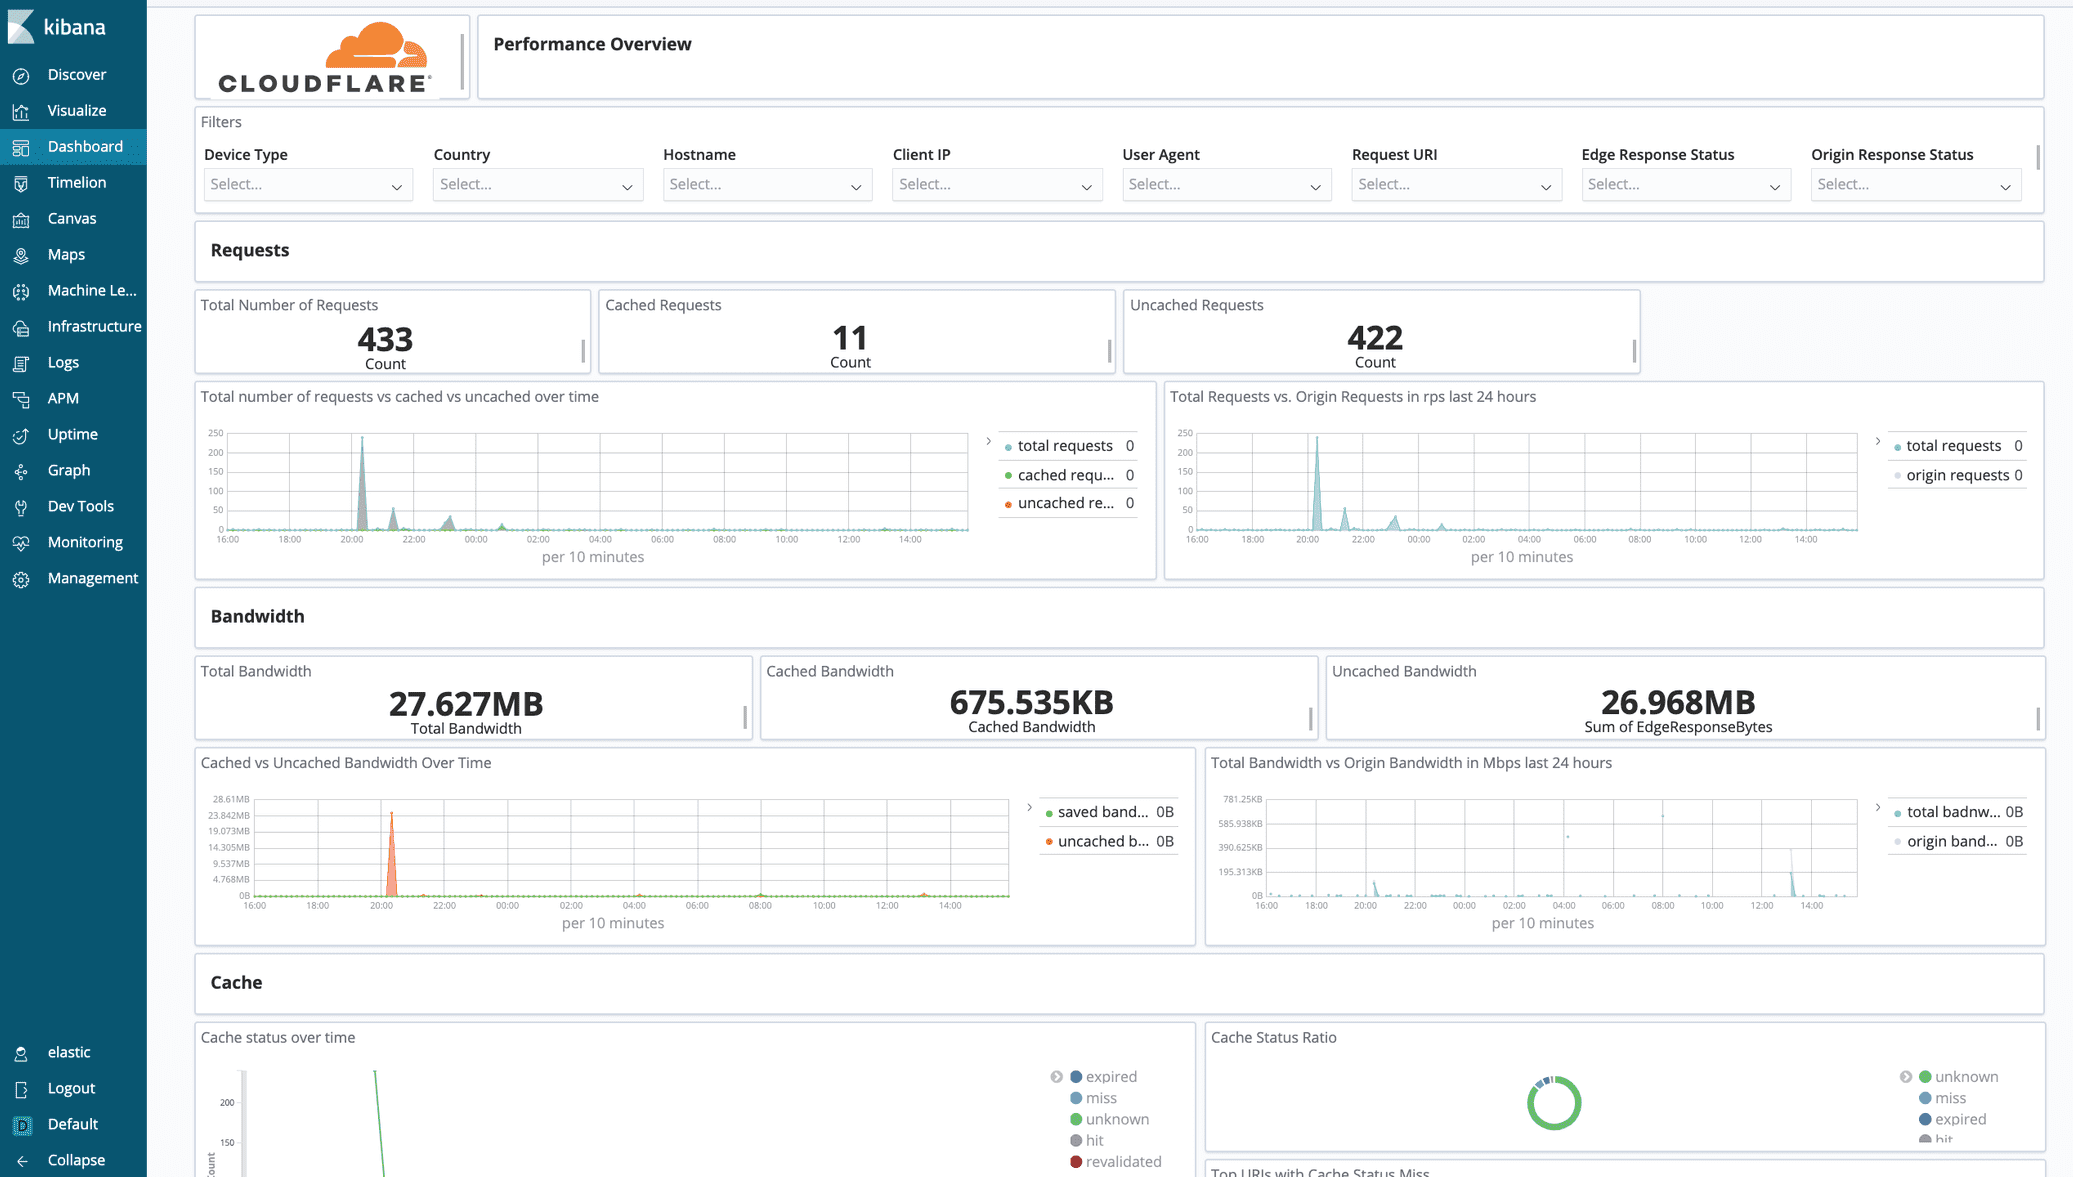 kibana
Discover
Visualize
Dashboard
Timelion
Canvas
Maps
Machine Le...
Infrastructure
Logs
APM
Uptime
Graph
Dev Tools
Monitoring
Management
elastic
Logout
D
Default
Collapse
CLOUDFLARE
Performance Overview
Filters
Device Type Country Hostname Client IP User Agent Request URI Edge Response Status Origin Response Status
Select... Select... Select... Select... Select... Select... Select... Select...
Requests
Total Number of Requests
433
Count
Cached Requests
11
Count
Uncached Requests
422
Count
Total number of requests vs cached vs uncached over time
250
200
150
100
50
0
16:00 18:00 20:00 22:00 00:00 02:00 04:00 06:00 08:00 10:00 12:00 14:00
per 10 minutes
total requests 0
cached requ... 0
uncached re... 0
Total Requests vs. Origin Requests in rps last 24 hours
250
200
150
100
50
0
16:00 18:00 20:00 22:00 00:00 02:00 04:00 06:00 08:00 10:00 12:00 14:00
per 10 minutes
total requests 0
origin requests 0
Bandwidth
Total Bandwidth
27.627MB
Total Bandwidth
Cached Bandwidth
675.535KB
Cached Bandwidth
Uncached Bandwidth
26.968MB
Sum of EdgeResponseBytes
Cached vs Uncached Bandwidth Over Time
28.61MB
23.842MB
19.073MB
14.305MB
9.537MB
4.768MB
0B
16:00 18:00 20:00 22:00 00:00 02:00 04:00 06:00 08:00 10:00 12:00 14:00
per 10 minutes
saved band... 0B
uncached b... 0B
Total Bandwidth vs Origin Bandwidth in Mbps last 24 hours
781.25KB
585.938KB
390.625KB
195.313KB
0B
16:00 18:00 20:00 22:00 00:00 02:00 04:00 06:00 08:00 10:00 12:00 14:00
per 10 minutes
total badnw... 0B
origin band... 0B
Cache
Cache status over time
200
150
ount
expired
miss
unknown
hit
revalidated
Cache Status Ratio
unknown
miss
expired
hit
Top URIs with Cache Status Miss